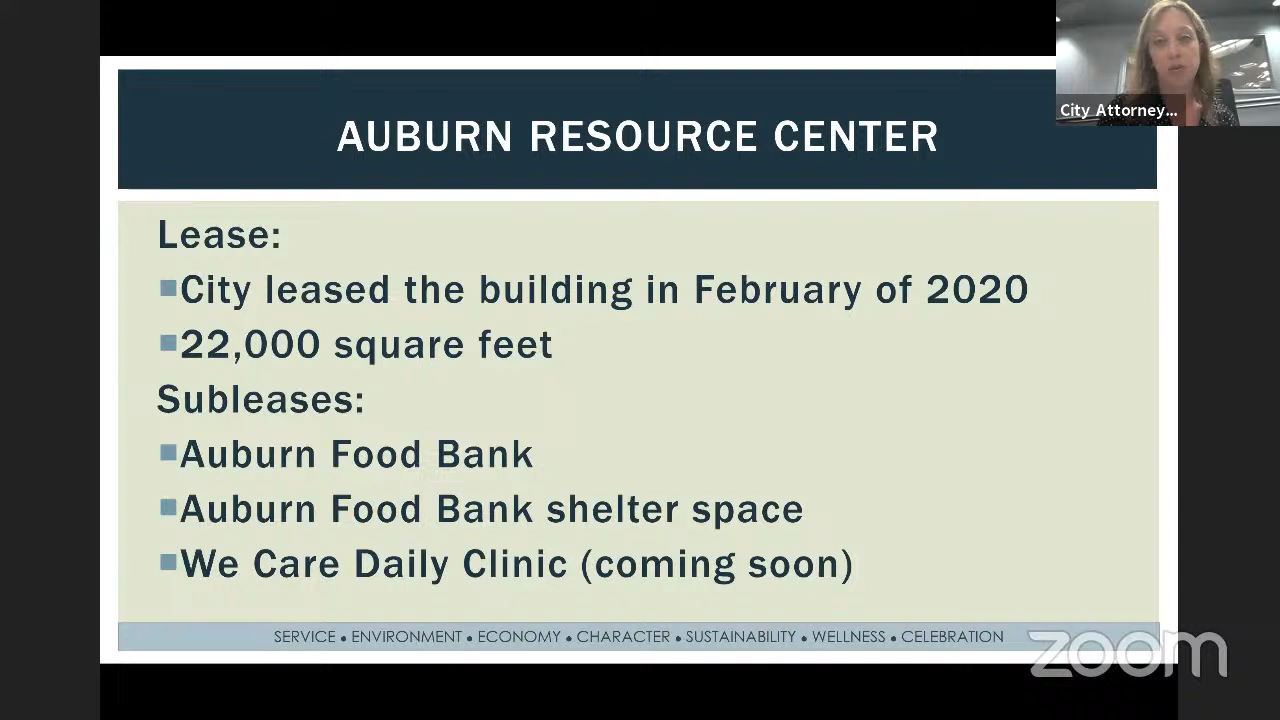 City Attorney...
AUBURN RESOURCE CENTER
Lease:
City leased the building in February of 2020
22,000 square feet
Subleases:
Auburn Food Bank
Auburn Food Bank shelter space
We Care Daily Clinic (coming soon)
SERVICE • ENVIRONMENT • ECONOMY • CHARACTER • SUSTAINABILITY • WELLNESS • CELEBRATION
zoom